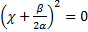 (χ + β/2α)² = 0